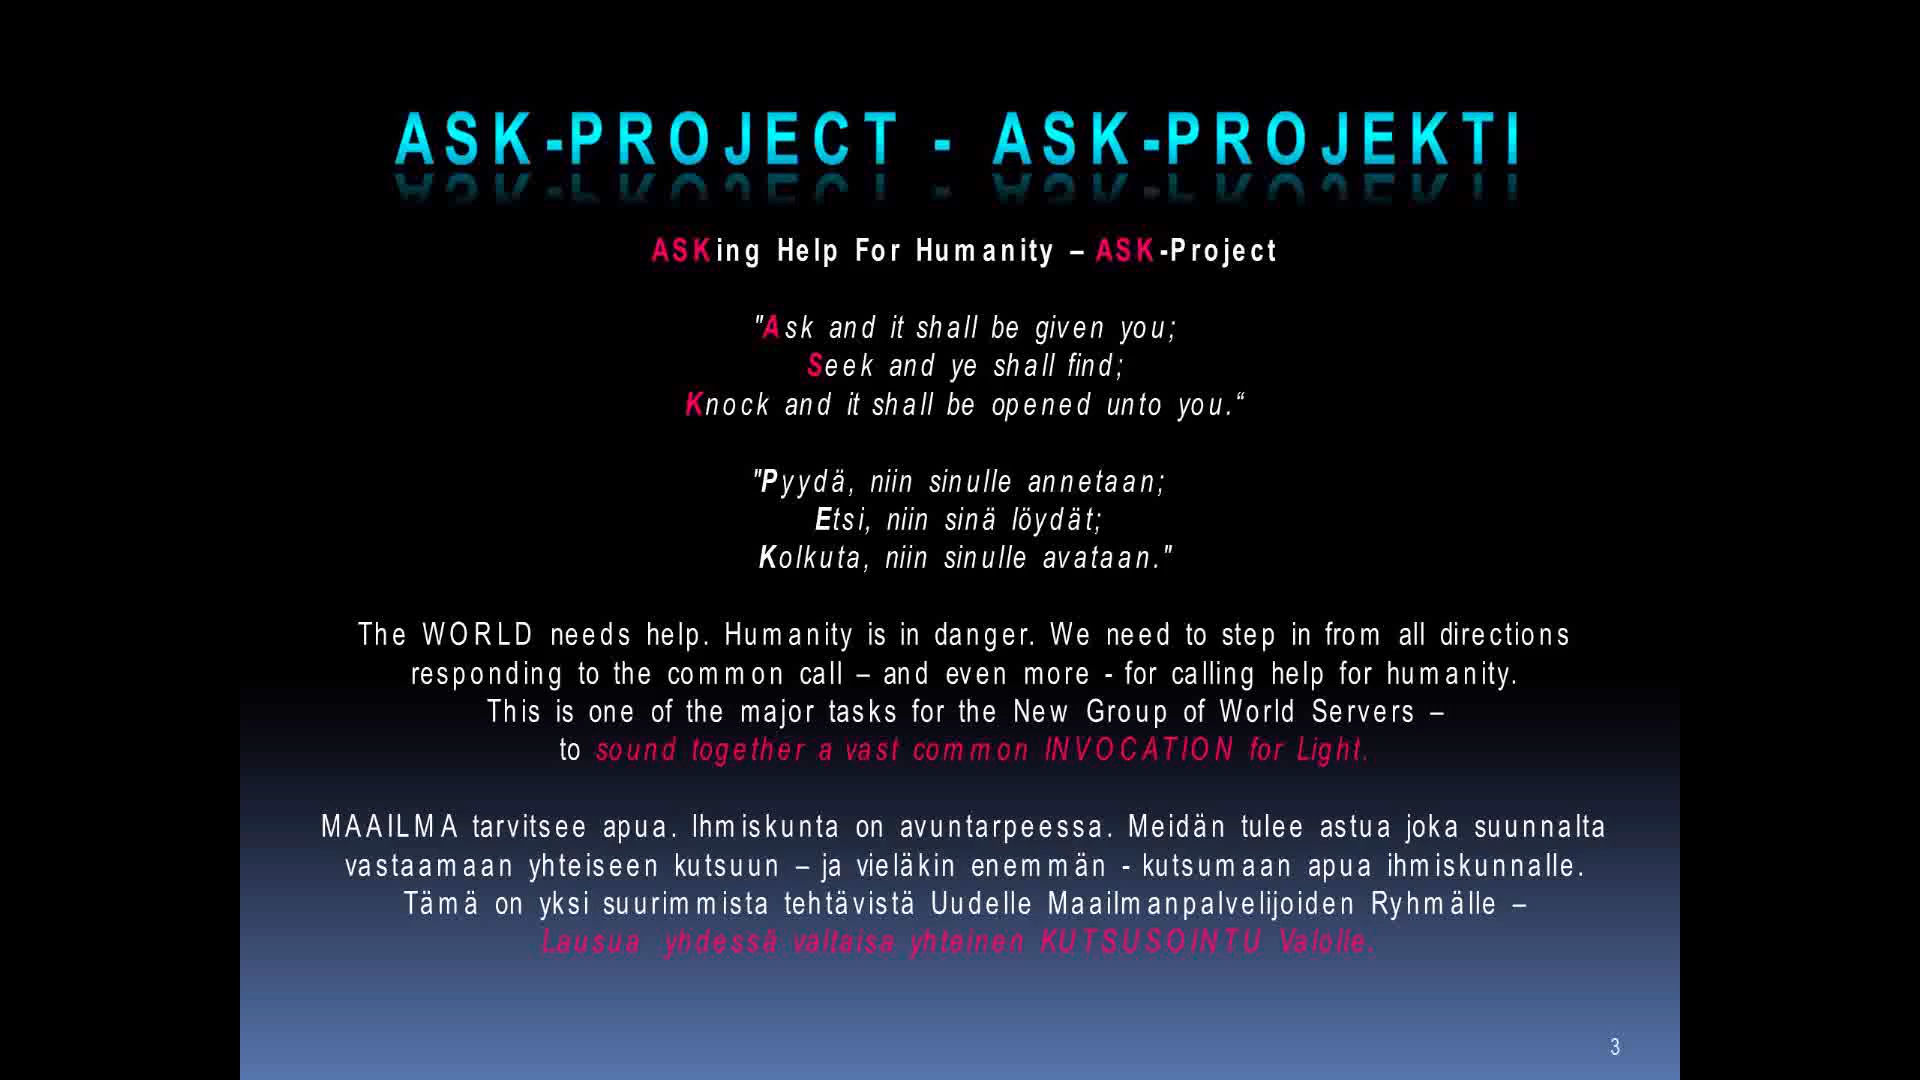 ASK-PROJECT - ASK-PROJEKTI
ASKing Help For Humanity – ASK-Project
"Ask and it shall be given you;
Seek and ye shall find;
Knock and it shall be opened unto you.“
"Pyydä, niin sinulle annetaan;
Etsi, niin sinä löydät;
Kolkuta, niin sinulle avataan."
The WORLD needs help. Humanity is in danger. We need to step in from all directions
responding to the common call – and even more - for calling help for humanity.
This is one of the major tasks for the New Group of World Servers –
to sound together a vast common INVOCATION for Light.
MAAILMA tarvitsee apua. Ihmiskunta on avuntarpeessa. Meidän tulee astua joka suunnalta
vastaamaan yhteiseen kutsuun – ja vieläkin enemmän - kutsumaan apua ihmiskunnalle.
Tämä on yksi suurimmista tehtävistä Uudelle Maailmanpalvelijoiden Ryhmälle –
Lausua yhdessä valtaisa yhteinen KUTSUSOINTU Valolle.
3